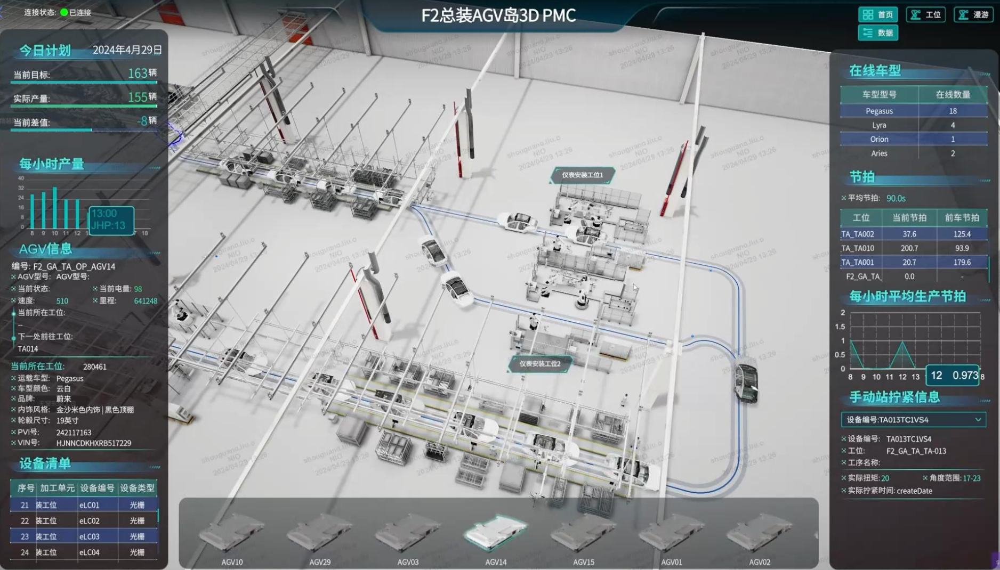 连接状态: 已连接
F2总装AGV岛3D PMC
首页
工位
漫游
数据
今日计划 2024年4月29日
当前目标: 163辆
实际产量: 155辆
当前差值: -8辆
每小时产量
40
32
24
16
8
0
8 9 10 11 12 1 7 18
13:00
JHP:13
AGV信息
编号: F2_GA_TA_OP_AGV14
AGV型号: AGV型号:
当前状态: 当前电量: 98
速度: 510 里程: 641248
当前所在工位:
--
下一处前往工位:
TA014
当前所在工位: 280461
运载车型: Pegasus
车型颜色: 云白
品牌: 蔚来
内饰风格: 金沙米色内饰|黑色顶棚
轮毂尺寸: 19英寸
PVI号: 242117163
VIN号: HJNNCDKHXRB517229
设备清单
序号 加工单元 设备编号 设备类型
21 装工位 eLC01 光栅
22 装工位 eLC02 光栅
23 装工位 eLC03 光栅
24 装工位 eLC04 光栅
仪表安装工位1
仪表安装工位2
shouguang.liu.o
NIO
2024/04/29 13:26
AGV10
AGV29
AGV03
AGV14
AGV15
AGV01
AGV02
在线车型
车型型号 在线数量
Pegasus 18
Lyra 4
Orion 1
Aries 2
节拍
平均节拍: 90.0s
工位 当前节拍 前车节拍
_TA_TA002 37.6 125.4
_TA_TA010 200.7 93.9
_TA_TA001 20.7 179.6
F2_GA_TA_ 0.0 -
每小时平均生产节拍
2
1.5
1
0.5
0
8 9 10 11 12 13 8
12 0.973
手动站拧紧信息
设备编号:TA013TC1VS4
设备编号: TA013TC1VS4
工位: F2_GA_TA_TA-013
工序名称:
实际扭矩:20 角度范围:17-23
实际拧紧时间: createDate